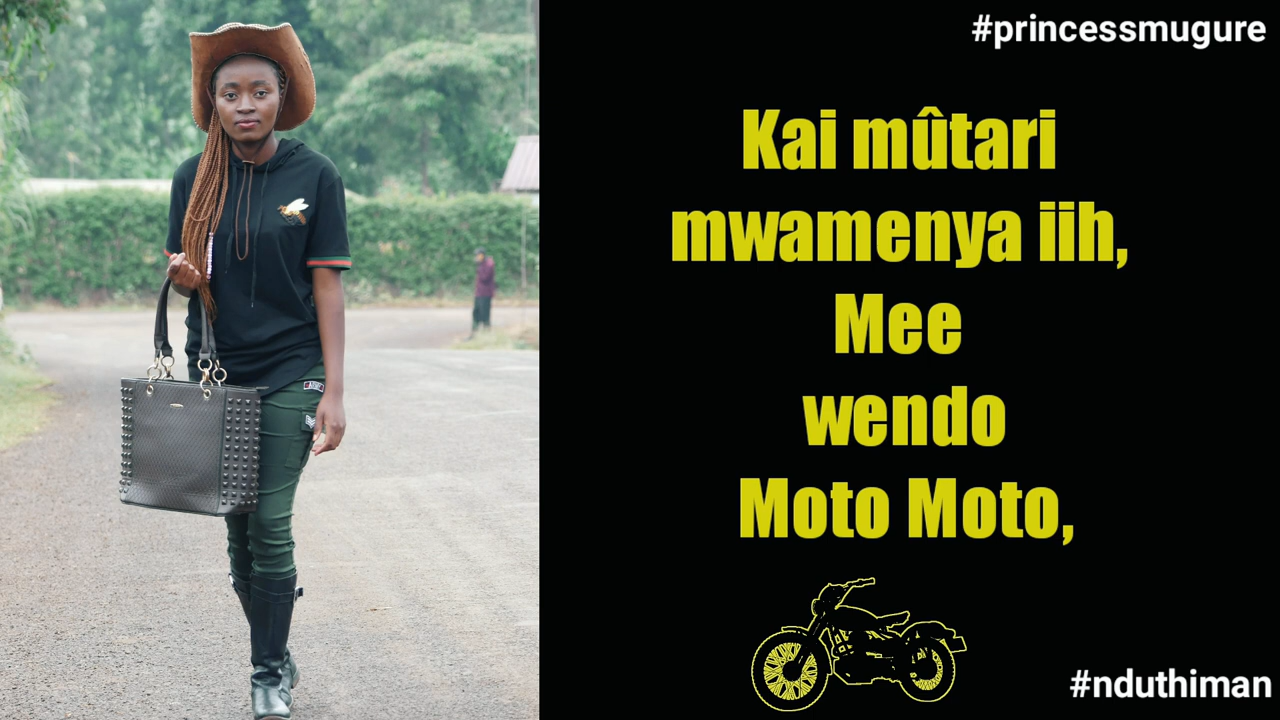 #princessmugure
Kai mûtari
mwamenya iih,
Mee
wendo
Moto Moto,
#nduthiman